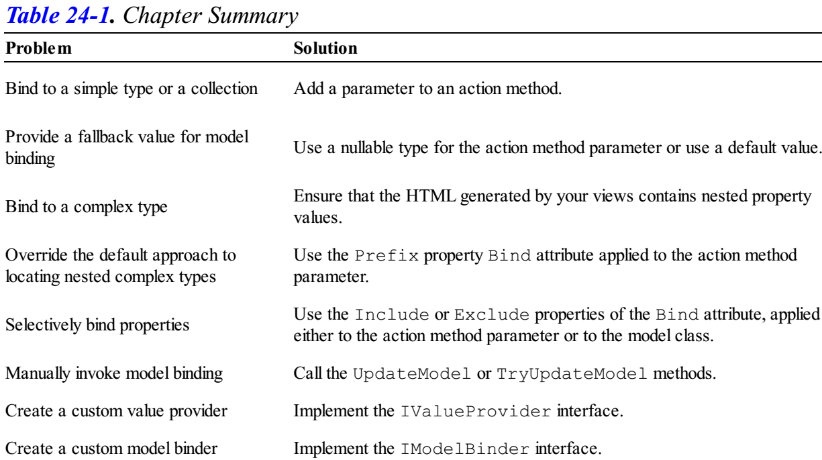 Table 24-1. Chapter Summary
Problem Solution
Bind to a simple type or a collection Add a parameter to an action method.
Provide a fallback value for model
binding
Use a nullable type for the action method parameter or use a default value.
Bind to a complex type
Ensure that the HTML generated by your views contains nested property
values.
Override the default approach to
locating nested complex types
Use the Prefix property Bind attribute applied to the action method
parameter.
Selectively bind properties
Use the Include or Exclude properties of the Bind attribute, applied
either to the action method parameter or to the model class.
Manually invoke model binding Call the UpdateModel or TryUpdateModel methods.
Create a custom value provider Implement the IValueProvider interface.
Create a custom model binder Implement the IModelBinder interface.